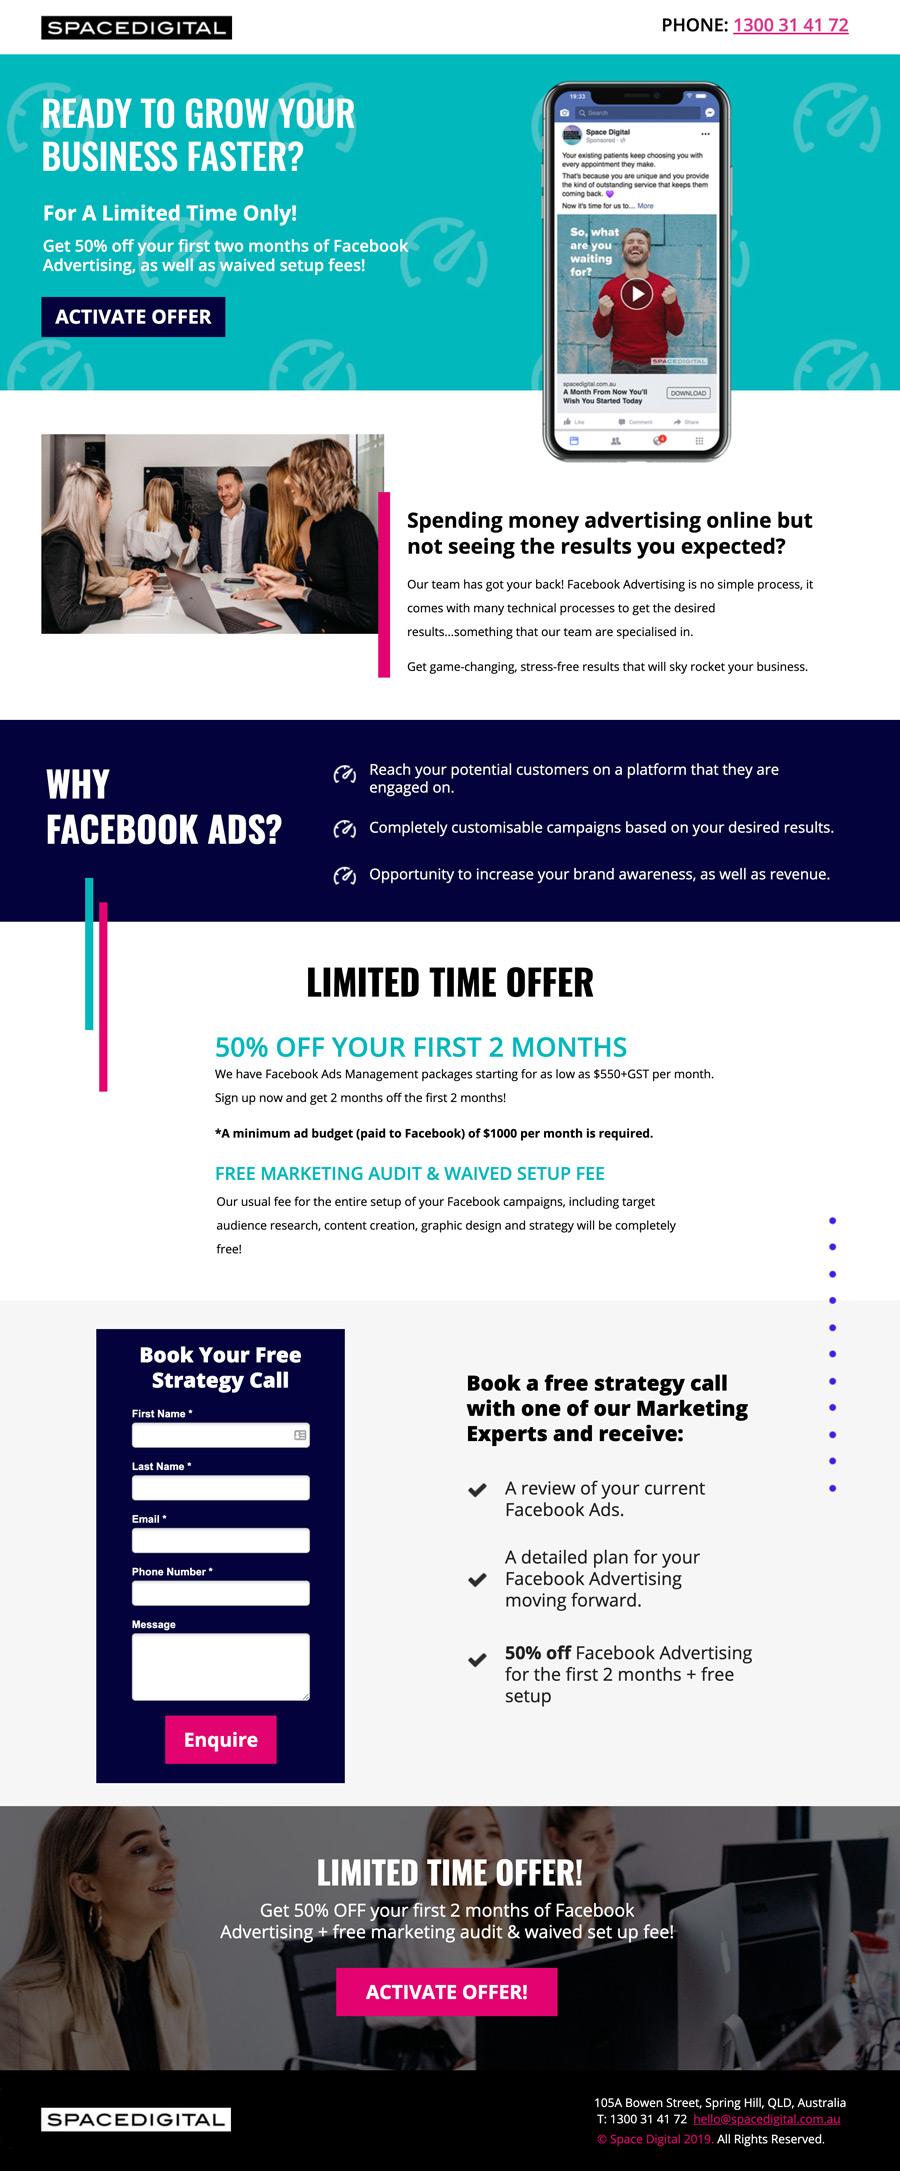 SPACEDIGITAL
PHONE: 1300 31 41 72
READY TO GROW YOUR
BUSINESS FASTER?
For A Limited Time Only!
Get 50% off your first two months of Facebook
Advertising, as well as waived setup fees!
ACTIVATE OFFER
19:33
Search
Space Digital
Sponsored
Your existing patients keep choosing you with
every appointment they make.
That's because you are unique and you provide
the kind of outstanding service that keeps them
coming back. 💜
Now it's time for us to... More
So, what
are you
waiting
for?
SPACEDIGITAL
spacedigital.com.au
A Month From Now You'll
Wish You Started Today
DOWNLOAD
Like
Comment
Share
Spending money advertising online but
not seeing the results you expected?
Our team has got your back! Facebook Advertising is no simple process, it
comes with many technical processes to get the desired
results...something that our team are specialised in.
Get game-changing, stress-free results that will sky rocket your business.
WHY
FACEBOOK ADS?
Reach your potential customers on a platform that they are
engaged on.
Completely customisable campaigns based on your desired results.
Opportunity to increase your brand awareness, as well as revenue.
LIMITED TIME OFFER
50% OFF YOUR FIRST 2 MONTHS
We have Facebook Ads Management packages starting for as low as $550+GST per month.
Sign up now and get 2 months off the first 2 months!
*A minimum ad budget (paid to Facebook) of $1000 per month is required.
FREE MARKETING AUDIT & WAIVED SETUP FEE
Our usual fee for the entire setup of your Facebook campaigns, including target
audience research, content creation, graphic design and strategy will be completely
free!
Book Your Free
Strategy Call
First Name *
Last Name *
Email *
Phone Number *
Message
Enquire
Book a free strategy call
with one of our Marketing
Experts and receive:
A review of your current
Facebook Ads.
A detailed plan for your
Facebook Advertising
moving forward.
50% off Facebook Advertising
for the first 2 months + free
setup
LIMITED TIME OFFER!
Get 50% OFF your first 2 months of Facebook
Advertising + free marketing audit & waived set up fee!
ACTIVATE OFFER!
SPACEDIGITAL
105A Bowen Street, Spring Hill, QLD, Australia
T: 1300 31 41 72 hello@spacedigital.com.au
© Space Digital 2019. All Rights Reserved.